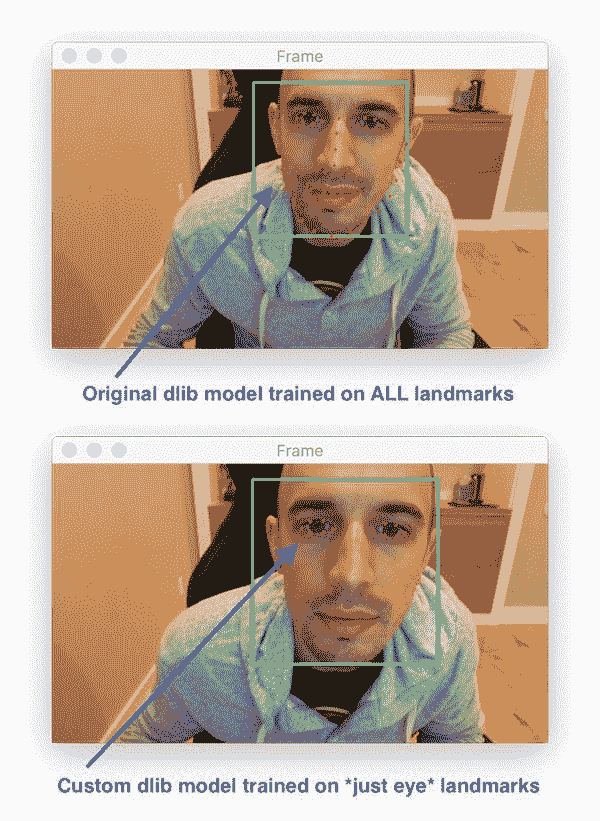 Frame
Original dlib model trained on ALL landmarks
Frame
Custom dlib model trained on *just eye* landmarks